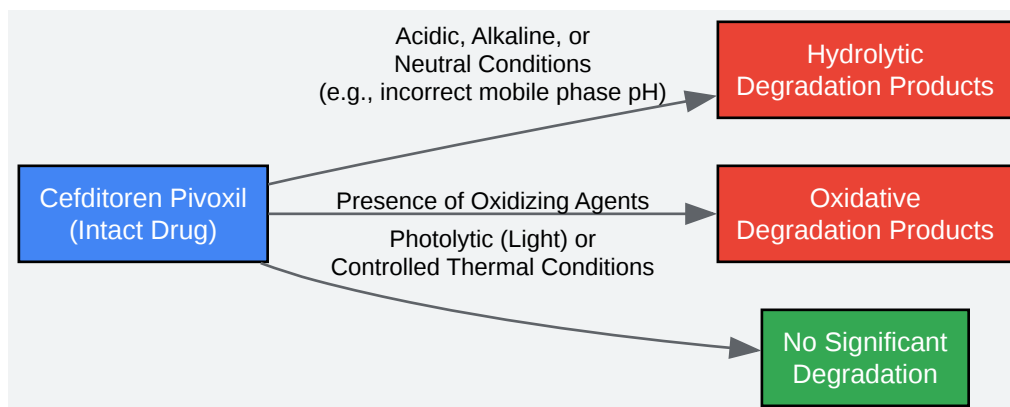 Acidic, Alkaline, or
Neutral Conditions
(e.g., incorrect mobile phase pH)
Hydrolytic
Degradation Products
Cefditoren Pivoxil
(Intact Drug)
Presence of Oxidizing Agents
Oxidative
Degradation Products
Photolytic (Light) or
Controlled Thermal Conditions
No Significant
Degradation